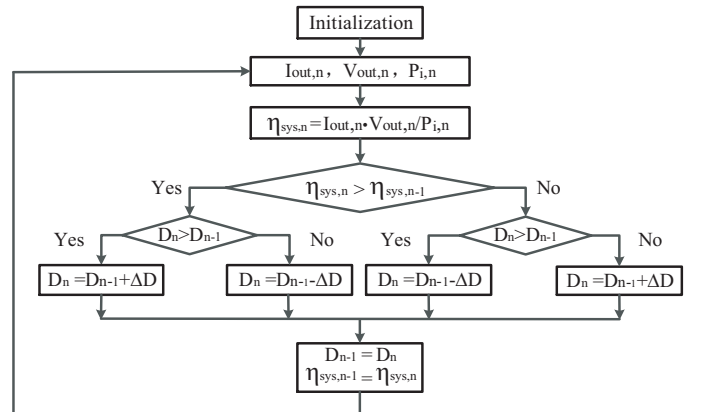 Initialization
Iout,n, Vout,n, Pi,n
ηsys,n=Iout,n•Vout,n/Pi,n
ηsys,n > ηsys,n-1
Yes
No
Dn>Dn-1
Dn>Dn-1
Yes
No
Yes
No
Dn =Dn-1+ΔD
Dn =Dn-1-ΔD
Dn =Dn-1-ΔD
Dn =Dn-1+ΔD
Dn-1 = Dn
ηsys,n-1 = ηsys,n